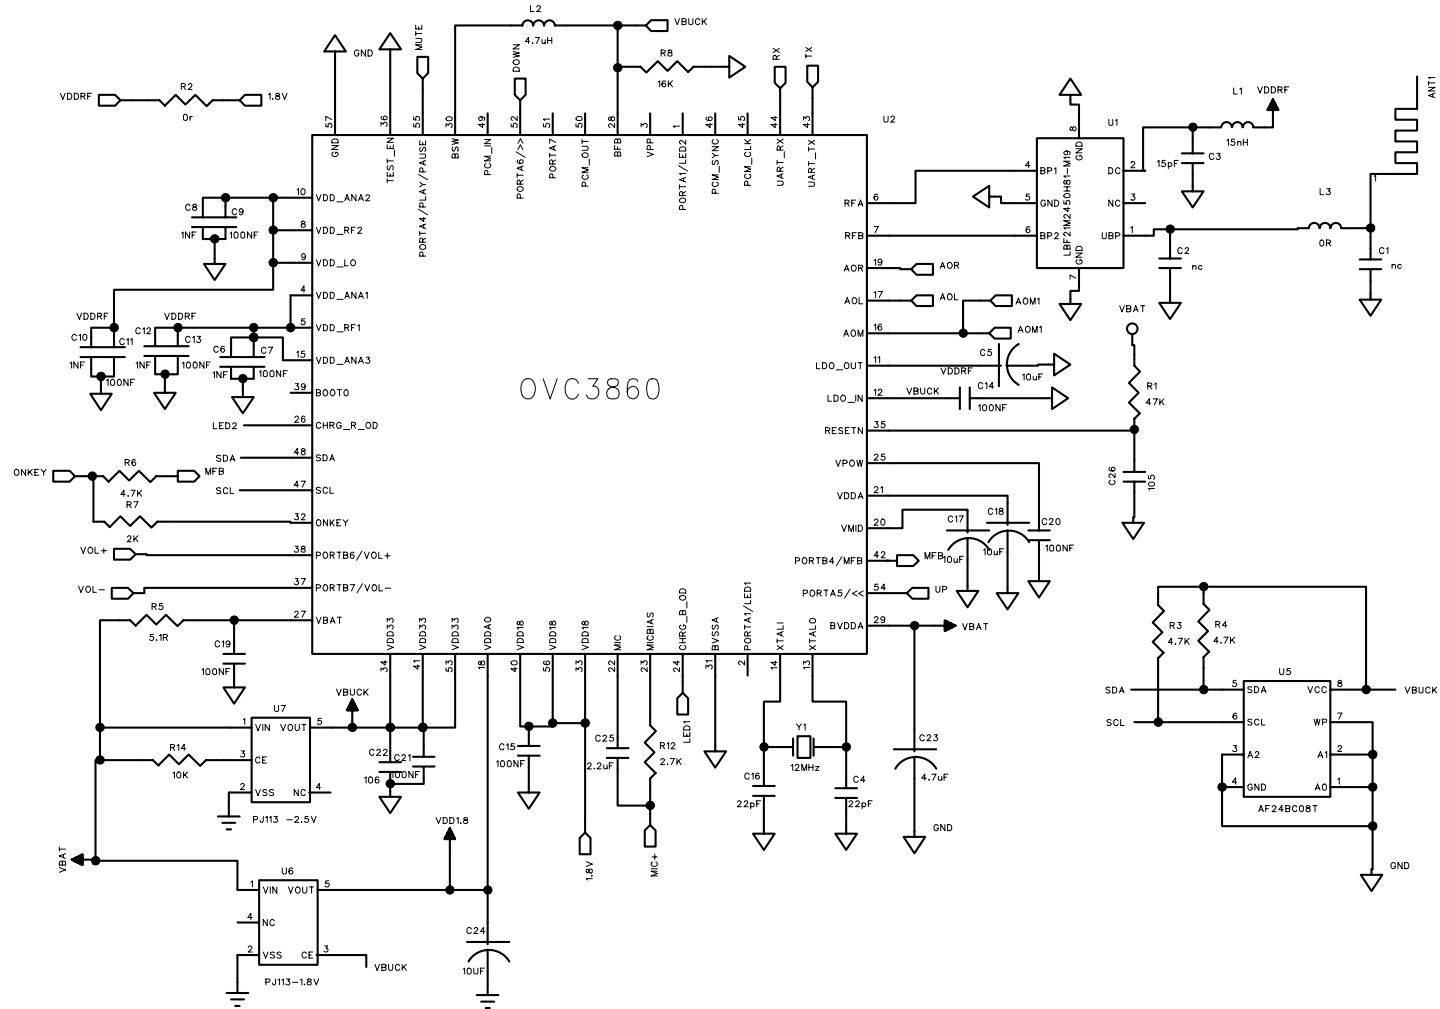 L2
4.7uH
VBUCK
MUTE
GND
DOWN
R8
16K
RX
TX
VDDRF
R2
0r
1.8V
57
36
55
30
49
52
51
50
28
3
1
46
45
44
43
U2
GND
TEST_EN
PORTA4/PLAY/PAUSE
BSW
PCM_IN
PORTA6/>>
PORTA7
PCM_OUT
BFB
VPP
PORTA1/LED2
PCM_SYNC
PCM_CLK
UART_RX
UART_TX
L1
VDDRF
15nH
15pF
C3
ANT1
1
U1
8
GND
4
BP1
DC
2
5
GND
NC
3
6
BP2
UBP
1
LBF21M2450H81-M19
GND
7
L3
0R
C2
nc
C1
nc
C8
C9
1NF
100NF
10
VDD_ANA2
8
VDD_RF2
9
VDD_LO
4
VDD_ANA1
5
VDD_RF1
15
VDD_ANA3
39
BOOT0
26
CHRG_R_OD
48
SDA
47
SCL
32
ONKEY
38
PORTB6/VOL+
37
PORTB7/VOL-
27
VBAT
VDDRF
C10
C11
1NF
100NF
VDDRF
C12
C13
1NF
100NF
C6
C7
1NF
100NF
LED2
SDA
SCL
ONKEY
R6
4.7K
MFB
R7
2K
VOL+
VOL-
R5
5.1R
C19
100NF
OVC3860
RFA
6
RFB
7
AOR
19
AOR
AOL
17
AOL
AOM
16
AOM1
AOM1
LDO_OUT
11
VDDRF
C5
10uF
LDO_IN
12
VBUCK
C14
100NF
RESETN
35
VPOW
25
VDDA
21
VMID
20
PORTB4/MFB
42
MFB
PORTA5/<<
54
UP
BVDDA
29
VBAT
C17
10uF
C18
10uF
C20
100NF
VBAT
R1
47K
C26
105
VDD33
34
VDD33
41
VDD33
53
VDDAO
18
VDD18
40
VDD18
56
VDD18
33
MIC
22
MICBIAS
23
CHRG_B_OD
24
BVSSA
31
PORTA1/LED1
2
XTALI
14
XTALO
13
U7
1
VIN
VOUT
5
3
CE
2
VSS
NC
4
PJ113 -2.5V
R14
10K
VBUCK
C22
106
C21
100NF
C15
100NF
C25
2.2uF
R12
2.7K
LED1
Y1
12MHz
C16
22pF
C4
22pF
C23
4.7uF
GND
VDD1.8
1.8V
MIC+
VBAT
U6
1
VIN
VOUT
5
4
NC
2
VSS
CE
3
VBUCK
PJ113-1.8V
C24
10UF
R3
4.7K
R4
4.7K
U5
SDA
5
SDA
VCC
8
VBUCK
SCL
6
SCL
WP
7
3
A2
A1
2
4
GND
A0
1
AF24BC08T
GND